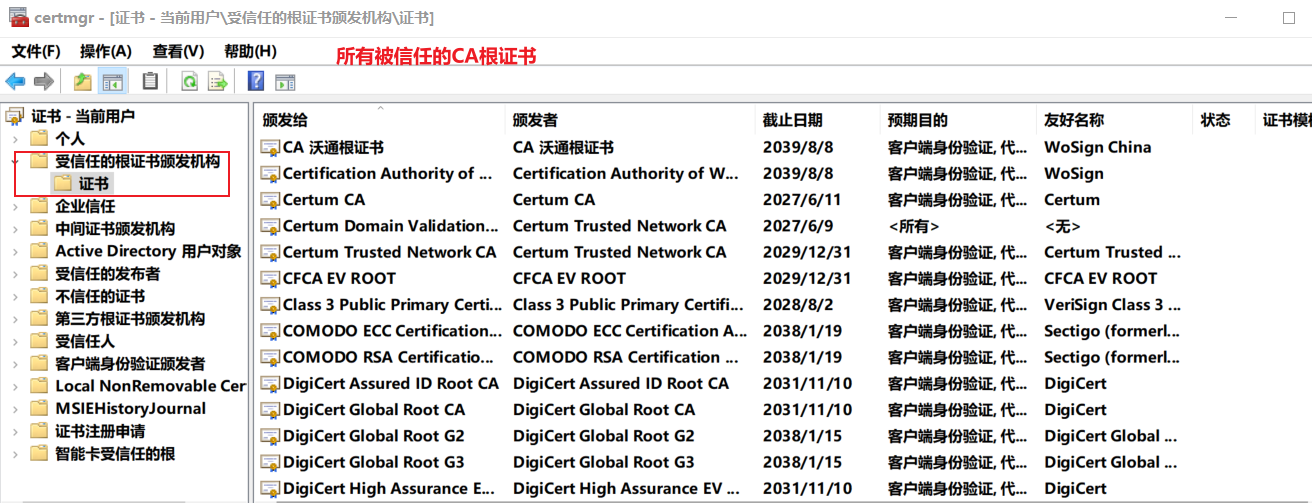 certmgr - [证书 - 当前用户\受信任的根证书颁发机构\证书]
文件(F) 操作(A) 查看(V) 帮助(H)
所有被信任的CA根证书
证书 - 当前用户
个人
受信任的根证书颁发机构
证书
企业信任
中间证书颁发机构
Active Directory 用户对象
受信任的发布者
不信任的证书
第三方根证书颁发机构
受信任人
客户端身份验证颁发者
Local NonRemovable Cer
MSIEHistoryJournal
证书注册申请
智能卡受信任的根
颁发给 颁发者 截止日期 预期目的 友好名称 状态 证书模板
CA 沃通根证书 CA 沃通根证书 2039/8/8 客户端身份验证, 代... WoSign China
Certification Authority of ... Certification Authority of W... 2039/8/8 客户端身份验证, 代... WoSign
Certum CA Certum CA 2027/6/11 客户端身份验证, 代... Certum
Certum Domain Validation... Certum Trusted Network CA 2027/6/9 <所有> <无>
Certum Trusted Network CA Certum Trusted Network CA 2029/12/31 客户端身份验证, 代... Certum Trusted ...
CFCA EV ROOT CFCA EV ROOT 2029/12/31 客户端身份验证, 代... CFCA EV ROOT
Class 3 Public Primary Certi... Class 3 Public Primary Certifi... 2028/8/2 客户端身份验证, 代... VeriSign Class 3 ...
COMODO ECC Certification... COMODO ECC Certification A... 2038/1/19 客户端身份验证, 代... Sectigo (formerl...
COMODO RSA Certificatio... COMODO RSA Certification ... 2038/1/19 客户端身份验证, 代... Sectigo (formerl...
DigiCert Assured ID Root CA DigiCert Assured ID Root CA 2031/11/10 客户端身份验证, 代... DigiCert
DigiCert Global Root CA DigiCert Global Root CA 2031/11/10 客户端身份验证, 代... DigiCert
DigiCert Global Root G2 DigiCert Global Root G2 2038/1/15 客户端身份验证, 代... DigiCert Global ...
DigiCert Global Root G3 DigiCert Global Root G3 2038/1/15 客户端身份验证, 代... DigiCert Global ...
DigiCert High Assurance E... DigiCert High Assurance EV ... 2031/11/10 客户端身份验证, 代... DigiCert